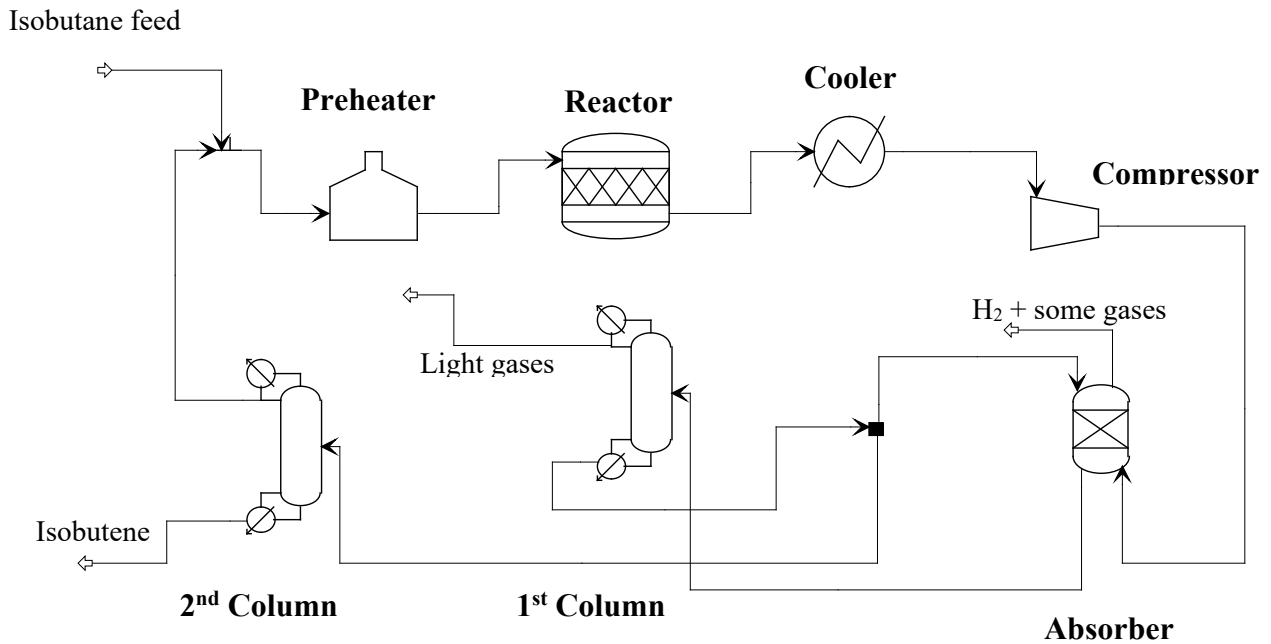 Isobutane feed
Preheater
Reactor
Cooler
Compressor
H₂ + some gases
Light gases
Isobutene
2ⁿᵈ Column
1ˢᵗ Column
Absorber